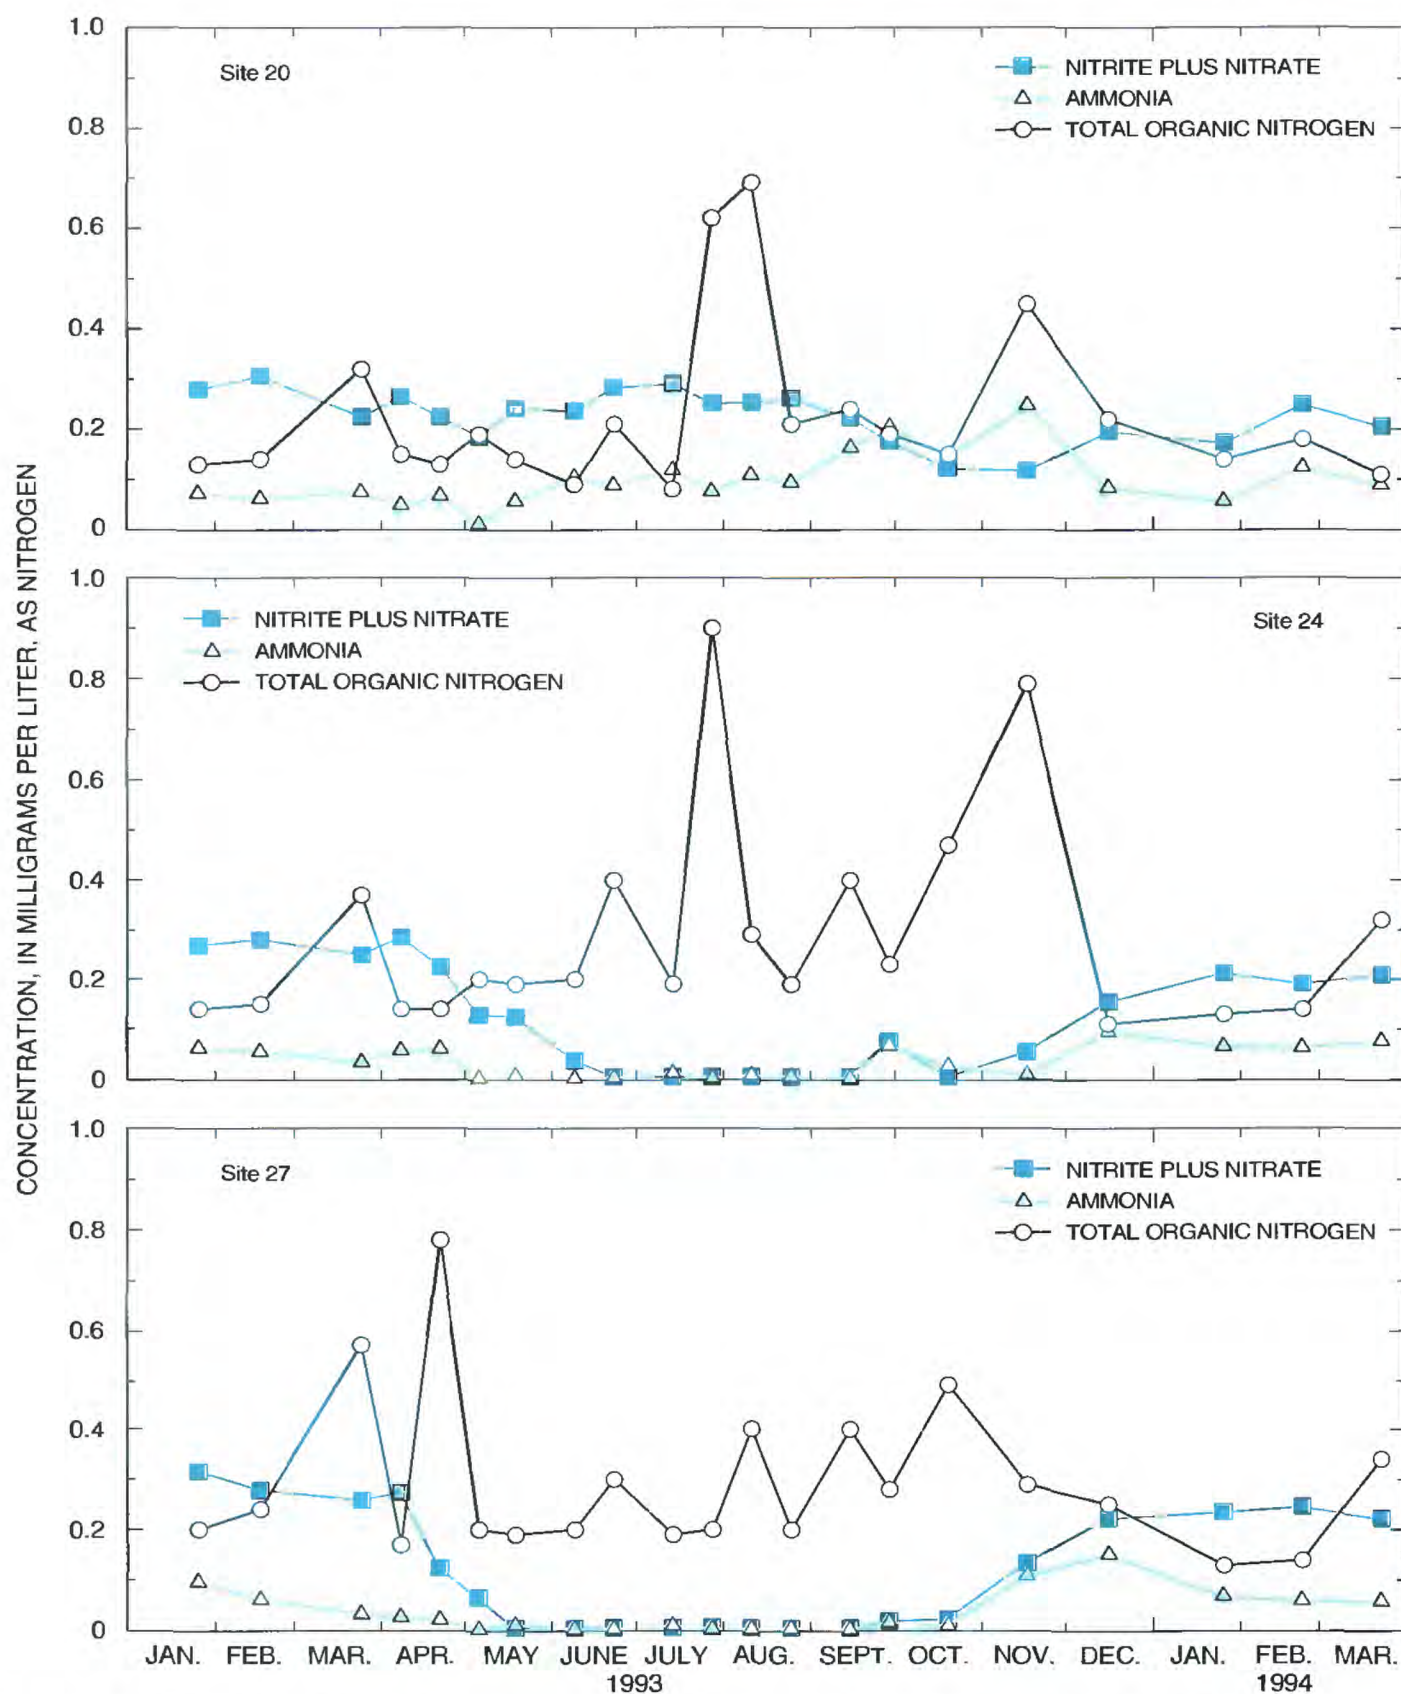 CONCENTRATION, IN MILLIGRAMS PER LITER, AS NITROGEN
1.0
0.8
0.6
0.4
0.2
0
Site 20
NITRITE PLUS NITRATE
AMMONIA
TOTAL ORGANIC NITROGEN
1.0
0.8
0.6
0.4
0.2
0
NITRITE PLUS NITRATE
AMMONIA
TOTAL ORGANIC NITROGEN
Site 24
1.0
0.8
0.6
0.4
0.2
0
Site 27
NITRITE PLUS NITRATE
AMMONIA
TOTAL ORGANIC NITROGEN
JAN. FEB. MAR. APR. MAY JUNE JULY AUG. SEPT. OCT. NOV. DEC. JAN. FEB. MAR.
1993 1994